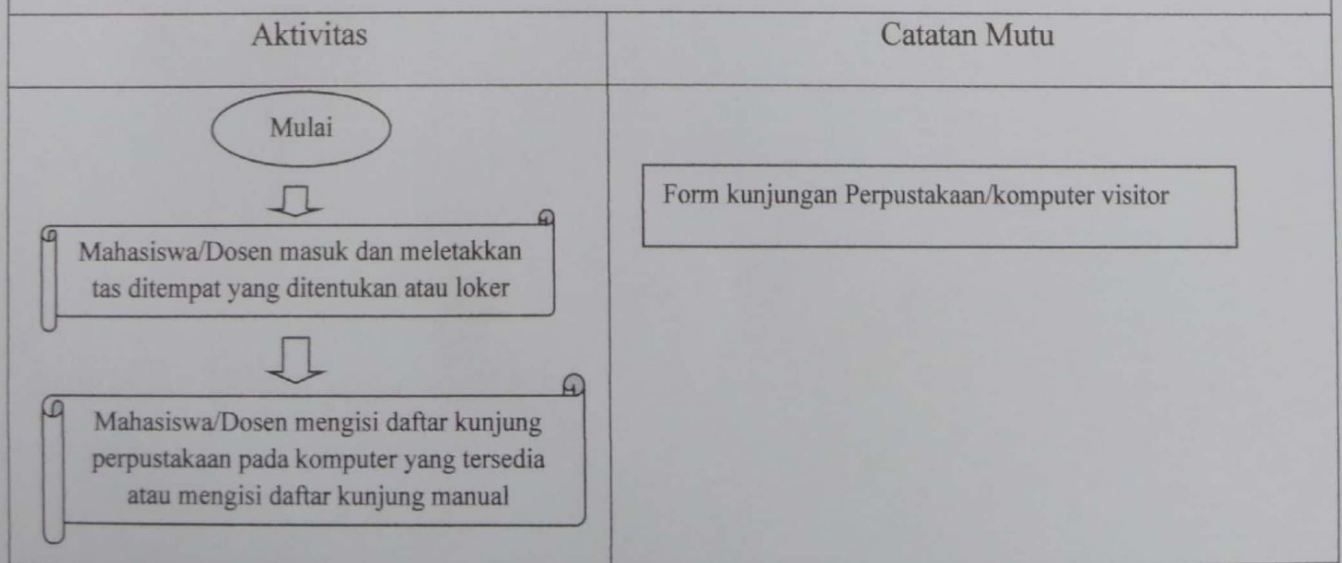 Aktivitas
Catatan Mutu
Mulai
Form kunjungan Perpustakaan/komputer visitor
Mahasiswa/Dosen masuk dan meletakkan
tas ditempat yang ditentukan atau loker
Mahasiswa/Dosen mengisi daftar kunjung
perpustakaan pada komputer yang tersedia
atau mengisi daftar kunjung manual